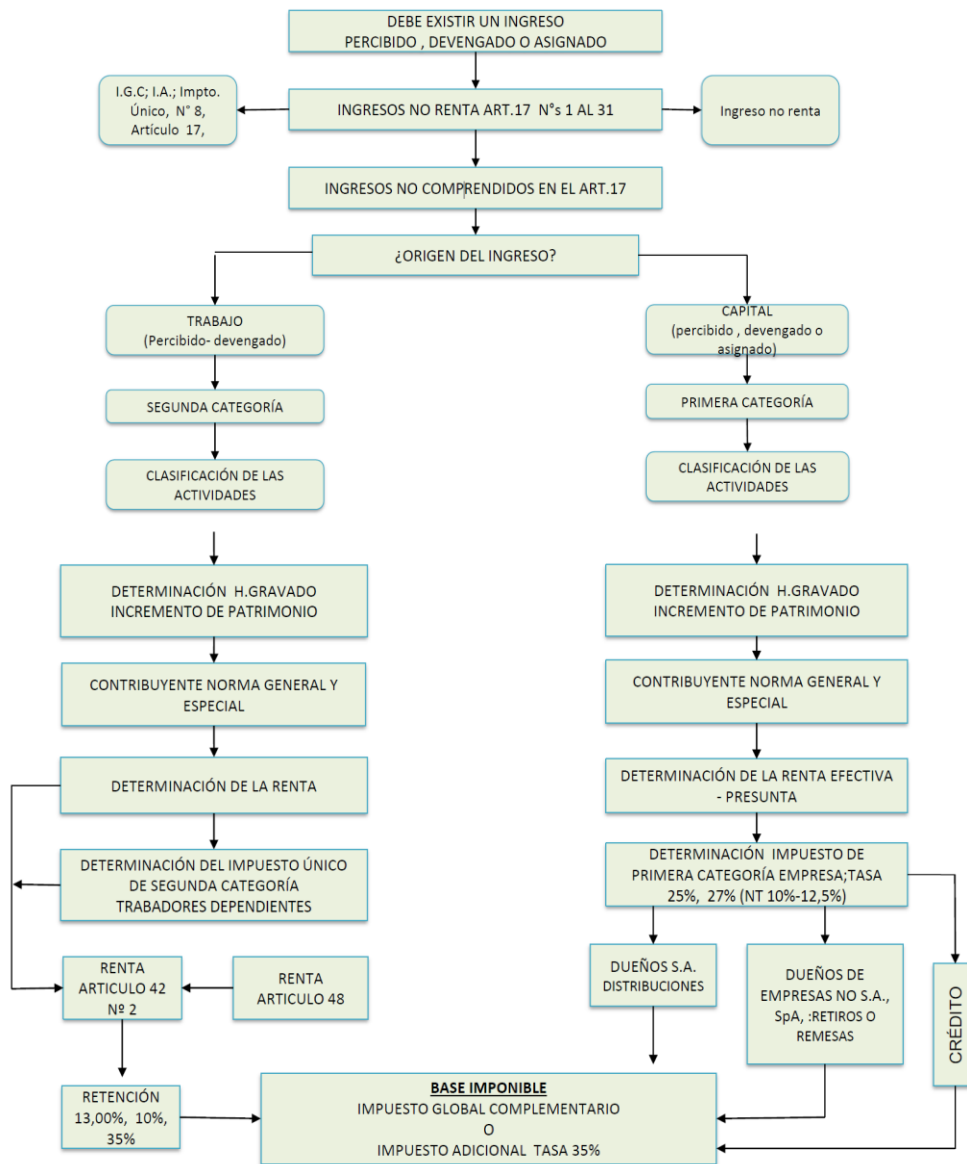 DEBE EXISTIR UN INGRESO
PERCIBIDO , DEVENGADO O ASIGNADO
I.G.C; I.A.; Impto.
Único, N° 8,
Artículo 17,
INGRESOS NO RENTA ART.17 N°s 1 AL 31
Ingreso no renta
INGRESOS NO COMPRENDIDOS EN EL ART.17
¿ORIGEN DEL INGRESO?
TRABAJO
(Percibido- devengado)
CAPITAL
(percibido , devengado o
asignado)
SEGUNDA CATEGORÍA
PRIMERA CATEGORÍA
CLASIFICACIÓN DE LAS
ACTIVIDADES
CLASIFICACIÓN DE LAS
ACTIVIDADES
DETERMINACIÓN H.GRAVADO
INCREMENTO DE PATRIMONIO
DETERMINACIÓN H.GRAVADO
INCREMENTO DE PATRIMONIO
CONTRIBUYENTE NORMA GENERAL Y
ESPECIAL
CONTRIBUYENTE NORMA GENERAL Y
ESPECIAL
DETERMINACIÓN DE LA RENTA
DETERMINACIÓN DE LA RENTA EFECTIVA
- PRESUNTA
DETERMINACIÓN DEL IMPUESTO ÚNICO
DE SEGUNDA CATEGORÍA
TRABADORES DEPENDIENTES
DETERMINACIÓN IMPUESTO DE
PRIMERA CATEGORÍA EMPRESA;TASA
25%, 27% (NT 10%-12,5%)
RENTA
ARTICULO 42
Nº 2
RENTA
ARTICULO 48
DUEÑOS S.A.
DISTRIBUCIONES
DUEÑOS DE
EMPRESAS NO S.A.,
SpA, :RETIROS O
REMESAS
CRÉDITO
RETENCIÓN
13,00%, 10%,
35%
BASE IMPONIBLE
IMPUESTO GLOBAL COMPLEMENTARIO
O
IMPUESTO ADICIONAL TASA 35%